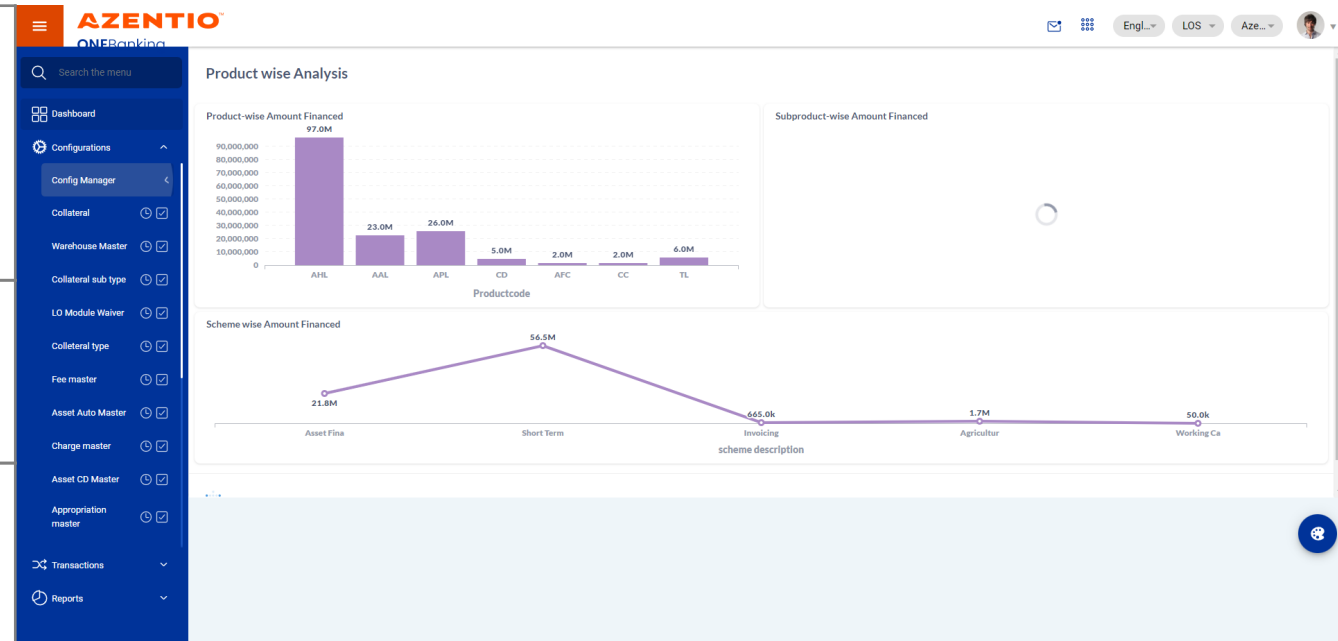 AZENTIO™
ONEBanking
Engl...
LOS
Aze...
Search the menu
Dashboard
Configurations
Config Manager
Collateral
Warehouse Master
Collateral sub type
LO Module Waiver
Colleteral type
Fee master
Asset Auto Master
Charge master
Asset CD Master
Appropriation
master
Transactions
Reports
Product wise Analysis
Product-wise Amount Financed
97.0M
90,000,000
80,000,000
70,000,000
60,000,000
50,000,000
40,000,000
30,000,000
20,000,000
10,000,000
0
23.0M
26.0M
5.0M
2.0M
2.0M
6.0M
AHL
AAL
APL
CD
AFC
CC
TL
Productcode
Subproduct-wise Amount Financed
Scheme wise Amount Financed
56.5M
21.8M
665.0k
1.7M
50.0k
Asset Fina
Short Term
Invoicing
Agricultur
Working Ca
scheme description